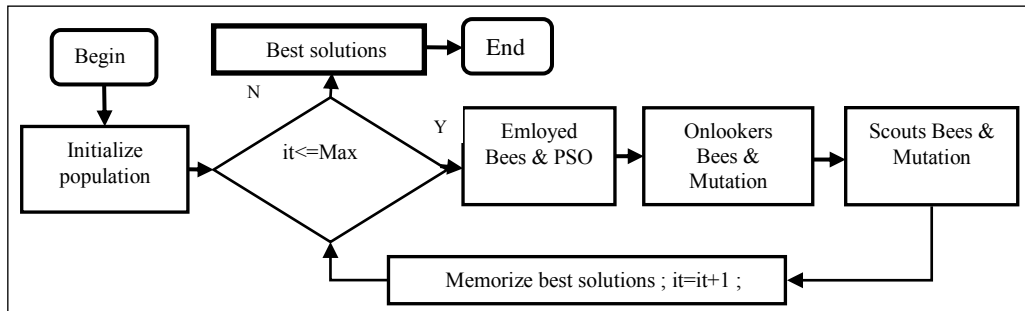 Begin
Best solutions
End
N
Initialize
population
it<=Max
Y
Emloyed
Bees & PSO
Onlookers
Bees &
Mutation
Scouts Bees &
Mutation
Memorize best solutions ; it=it+1 ;